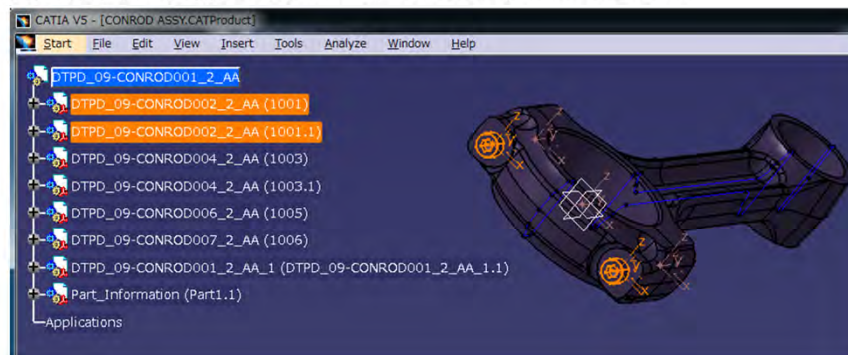 CATIA V5 - [CONROD ASSY.CATProduct]
Start File Edit View Insert Tools Analyze Window Help
DTPD_09-CONROD001_2_AA
DTPD_09-CONROD002_2_AA (1001)
DTPD_09-CONROD002_2_AA (1001.1)
DTPD_09-CONROD004_2_AA (1003)
DTPD_09-CONROD004_2_AA (1003.1)
DTPD_09-CONROD006_2_AA (1005)
DTPD_09-CONROD007_2_AA (1006)
DTPD_09-CONROD001_2_AA_1 (DTPD_09-CONROD001_2_AA_1.1)
Part_Information (Part1.1)
Applications